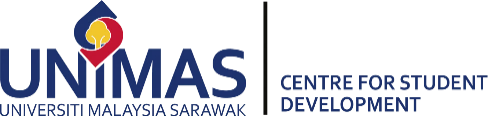 UNIMAS
UNIVERSITI MALAYSIA SARAWAK
CENTRE FOR STUDENT
DEVELOPMENT